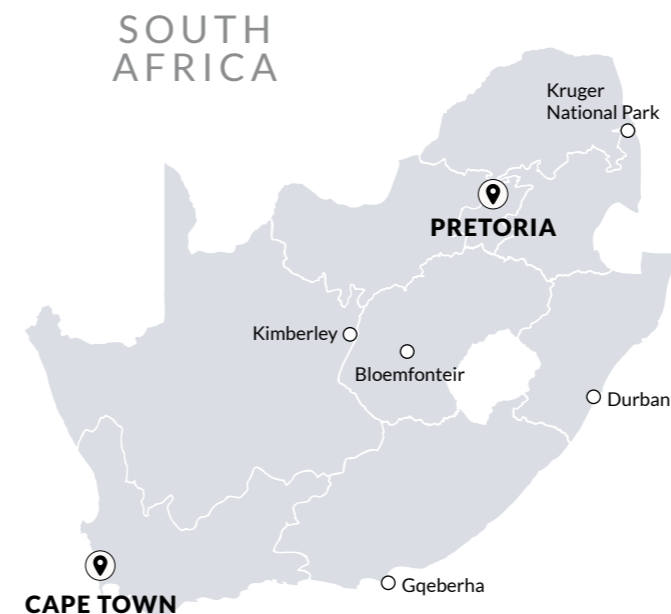 SOUTH
AFRICA
Kruger
National Park
PRETORIA
Kimberley
Bloemfonteir
Durban
Gqeberha
CAPE TOWN